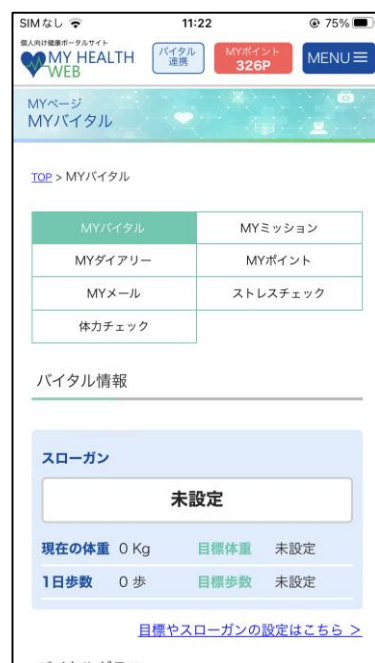 SIMなし 11:22 75%
個人向け健康ポータルサイト
MY HEALTH WEB
バイタル連携
MYポイント
326P
MENU
MYページ
MYバイタル
TOP > MYバイタル
MYバイタル MYミッション
MYダイアリー MYポイント
MYメール ストレスチェック
体力チェック
バイタル情報
スローガン
未設定
現在の体重 0 Kg 目標体重 未設定
1日歩数 0 歩 目標歩数 未設定
目標やスローガンの設定はこちら >